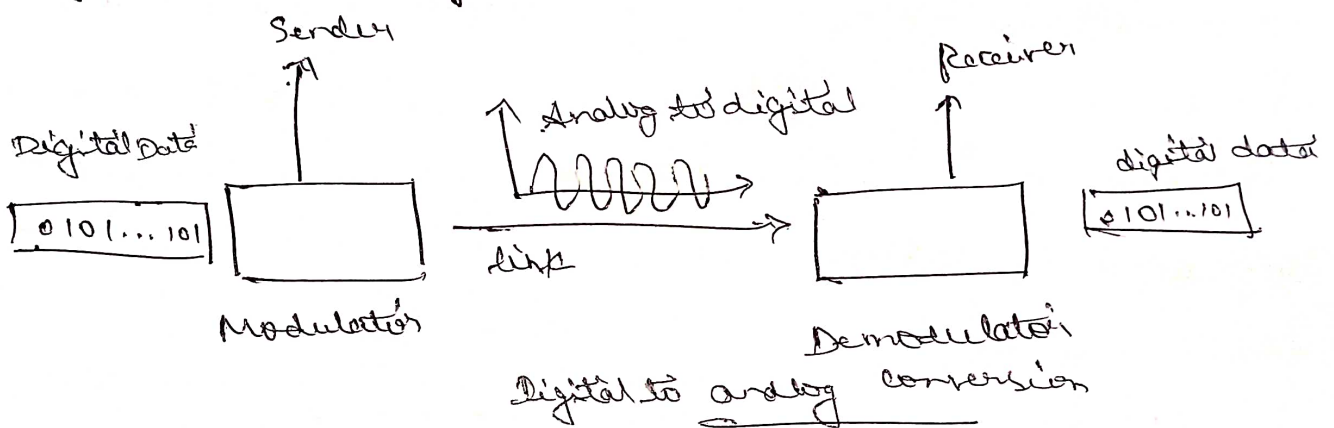 Sender
Receiver
Analog to digital
Digital Data
digital data
0101...101
0101..101
link
Modulator
Demodulator
Digital to analog conversion